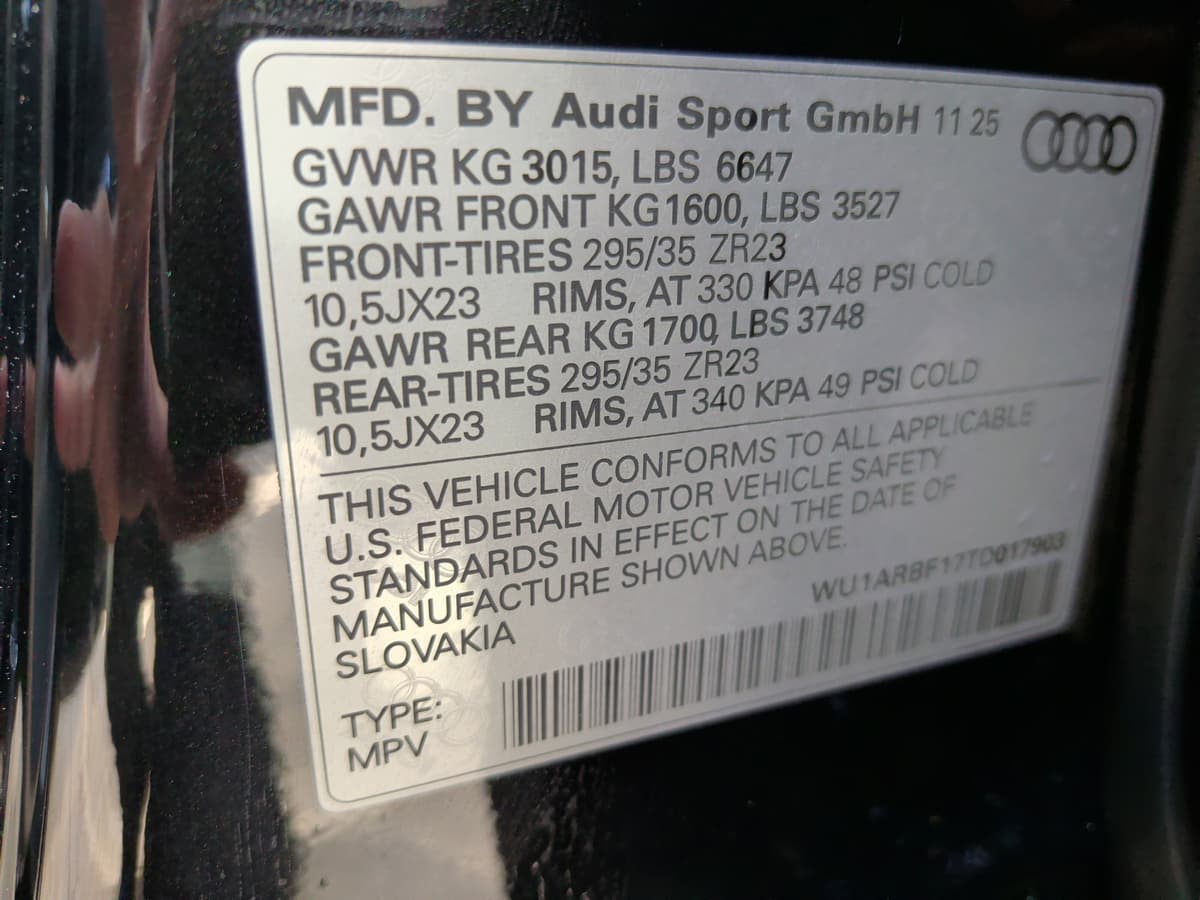 MFD. BY Audi Sport GmbH 11 25
GVWR KG 3015, LBS 6647
GAWR FRONT KG 1600, LBS 3527
FRONT-TIRES 295/35 ZR23
10,5JX23 RIMS, AT 330 KPA 48 PSI COLD
GAWR REAR KG 1700, LBS 3748
REAR-TIRES 295/35 ZR23
10,5JX23 RIMS, AT 340 KPA 49 PSI COLD
THIS VEHICLE CONFORMS TO ALL APPLICABLE
U.S. FEDERAL MOTOR VEHICLE SAFETY
STANDARDS IN EFFECT ON THE DATE OF
MANUFACTURE SHOWN ABOVE.
SLOVAKIA
WU1ARBF17TD017903
TYPE:
MPV